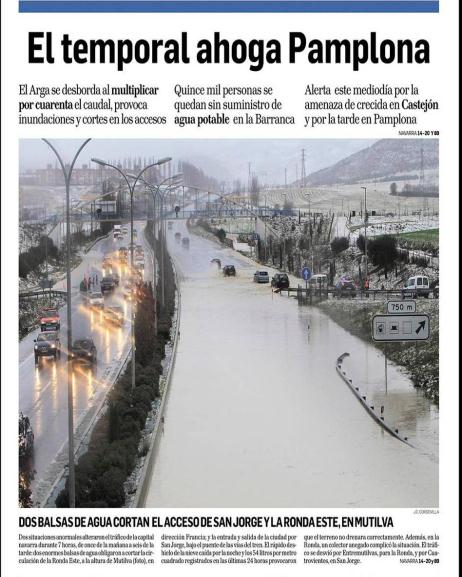 El temporal ahoga Pamplona
El Arga se desborda al multiplicar
por cuarenta el caudal, provoca
inundaciones y cortes en los accesos
Quince mil personas se
quedan sin suministro de
agua potable en la Barranca
Alerta este mediodía por la
amenaza de crecida en Castejón
y por la tarde en Pamplona
NAVARRA 14-20 Y 80
750 m
J.C. CORDOVILLA
DOS BALSAS DE AGUA CORTAN EL ACCESO DE SAN JORGE Y LA RONDA ESTE, EN MUTILVA
Dos situaciones anormales alteraron el tráfico de la capital
navarra durante 7 horas, de once de la mañana a seis de la
tarde: dos enormes balsas de agua obligaron a cortar la cir-
culación de la Ronda Este, a la altura de Mutilva (foto), en
dirección Francia; y la entrada y salida de la ciudad por
San Jorge, bajo el puente de las vías del tren. El rápido des-
hielo de la nieve caída por la noche y los 54 litros por metro
cuadrado registrados en las últimas 24 horas provocaron
que el terreno no drenara correctamente. Además, en la
Ronda, un colector anegado complicó la situación. El tráfi-
co se desvió por Entremutilvas, para la Ronda, y por Cua-
trovientos, en San Jorge. NAVARRA 14-20 y 80